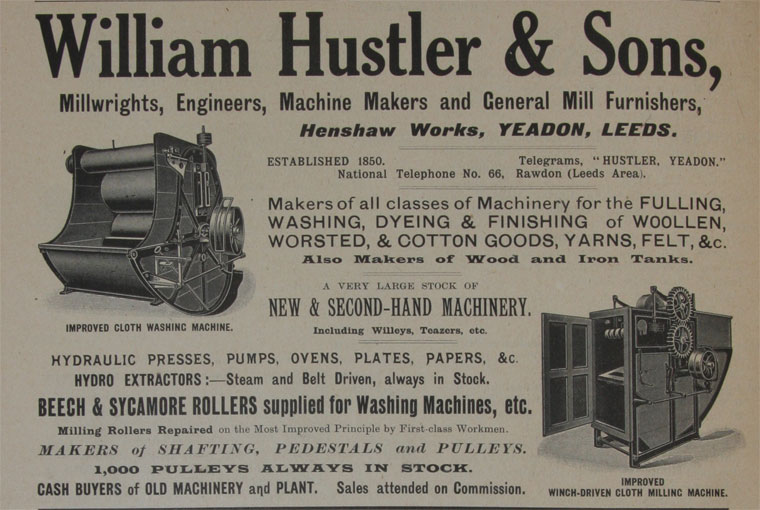 William Hustler & Sons,
Millwrights, Engineers, Machine Makers and General Mill Furnishers,
Henshaw Works, YEADON, LEEDS.
ESTABLISHED 1850. Telegrams, "HUSTLER, YEADON."
National Telephone No. 66, Rawdon (Leeds Area).
Makers of all classes of Machinery for the FULLING,
WASHING, DYEING & FINISHING of WOOLLEN,
WORSTED, & COTTON GOODS, YARNS, FELT, &c.
Also Makers of Wood and Iron Tanks.
A VERY LARGE STOCK OF
NEW & SECOND-HAND MACHINERY.
Including Willeys, Teazers, etc.
IMPROVED CLOTH WASHING MACHINE.
HYDRAULIC PRESSES, PUMPS, OVENS, PLATES, PAPERS, &c.
HYDRO EXTRACTORS:—Steam and Belt Driven, always in Stock.
BEECH & SYCAMORE ROLLERS supplied for Washing Machines, etc.
Milling Rollers Repaired on the Most Improved Principle by First-class Workmen.
MAKERS of SHAFTING, PEDESTALS and PULLEYS.
1,000 PULLEYS ALWAYS IN STOCK.
CASH BUYERS of OLD MACHINERY and PLANT. Sales attended on Commission.
IMPROVED
WINCH-DRIVEN CLOTH MILLING MACHINE.